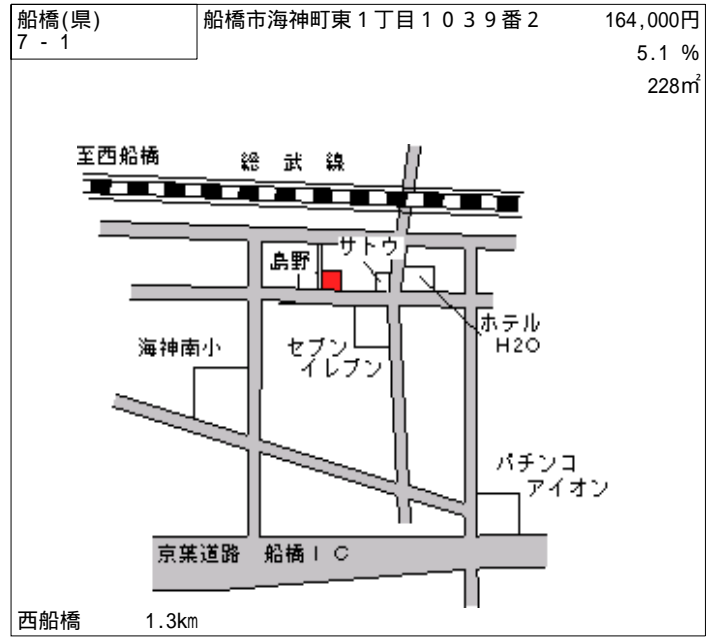 船橋(県)
7 - 1
船橋市海神町東１丁目１０３９番２
164,000円
5.1 %
228㎡
至西船橋
総 武 線
サトウ
島野
ホテル
H2O
海神南小
セブン
イレブン
パチンコ
アイオン
京葉道路 船橋ＩＣ
西船橋 1.3km